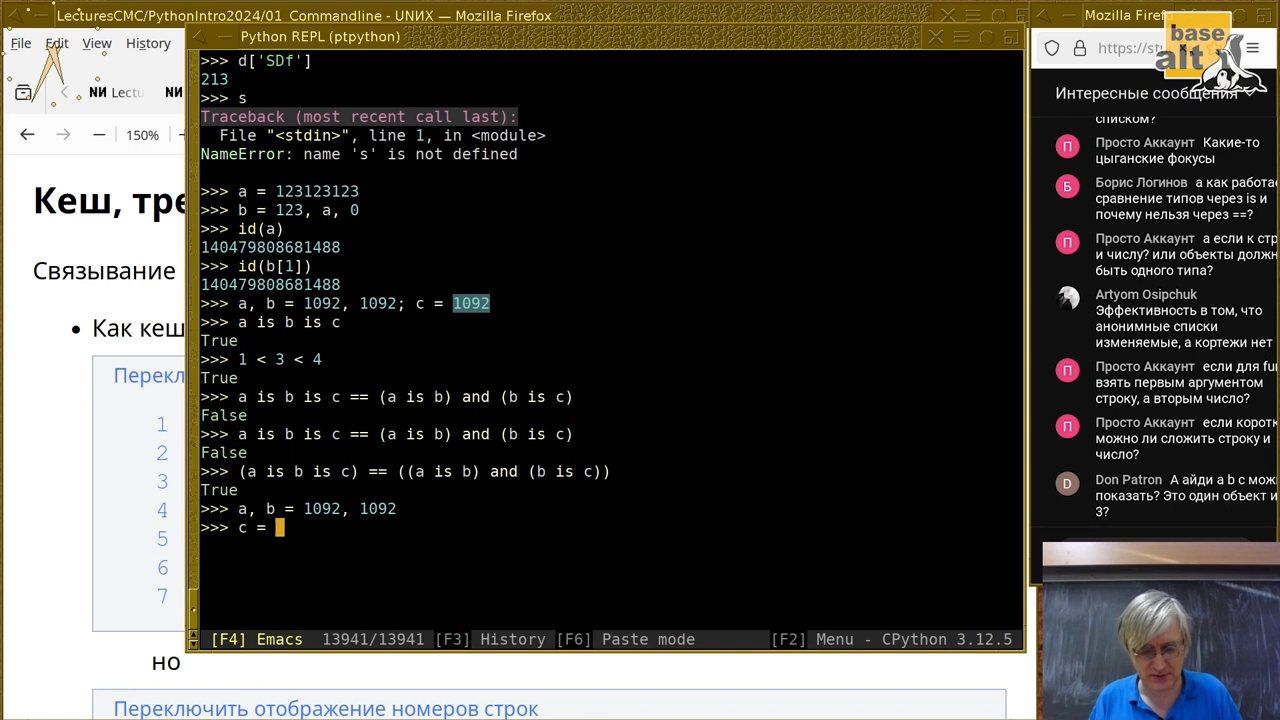 LecturesCMC/PythonIntro2024/01_Commandline - UNИХ — Mozilla Firefox
Mozilla Firef
File Edit View History
NИ Lectu
NИ
150%
https://stu
base
alt
Python REPL (ptpython)
>>> d['SDf']
213
>>> s
Traceback (most recent call last):
  File "<stdin>", line 1, in <module>
NameError: name 's' is not defined
>>> a = 123123123
>>> b = 123, a, 0
>>> id(a)
140479808681488
>>> id(b[1])
140479808681488
>>> a, b = 1092, 1092; c = 1092
>>> a is b is c
True
>>> 1 < 3 < 4
True
>>> a is b is c == (a is b) and (b is c)
False
>>> a is b is c == (a is b) and (b is c)
False
>>> (a is b is c) == ((a is b) and (b is c))
True
>>> a, b = 1092, 1092
>>> c =
[F4] Emacs 13941/13941 [F3] History [F6] Paste mode [F2] Menu - CPython 3.12.5
Кеш, тре
Связывание
• Как кеш
Перекл
1
2
3
4
5
6
7
но
Переключить отображение номеров строк
Интересные сообщения
списком?
П
Просто Аккаунт Какие-то
цыганские фокусы
Б
Борис Логинов а как работае
сравнение типов через is и
почему нельзя через ==?
П
Просто Аккаунт а если к стр
и числу? или объекты должн
быть одного типа?
Artyom Osipchuk
Эффективность в том, что
анонимные списки
изменяемые, а кортежи нет
П
Просто Аккаунт если для fu
взять первым аргументом
строку, а вторым число?
П
Просто Аккаунт если коротк
можно ли сложить строку и
число?
D
Don Patron А айди a b c мож
показать? Это один объект и
3?